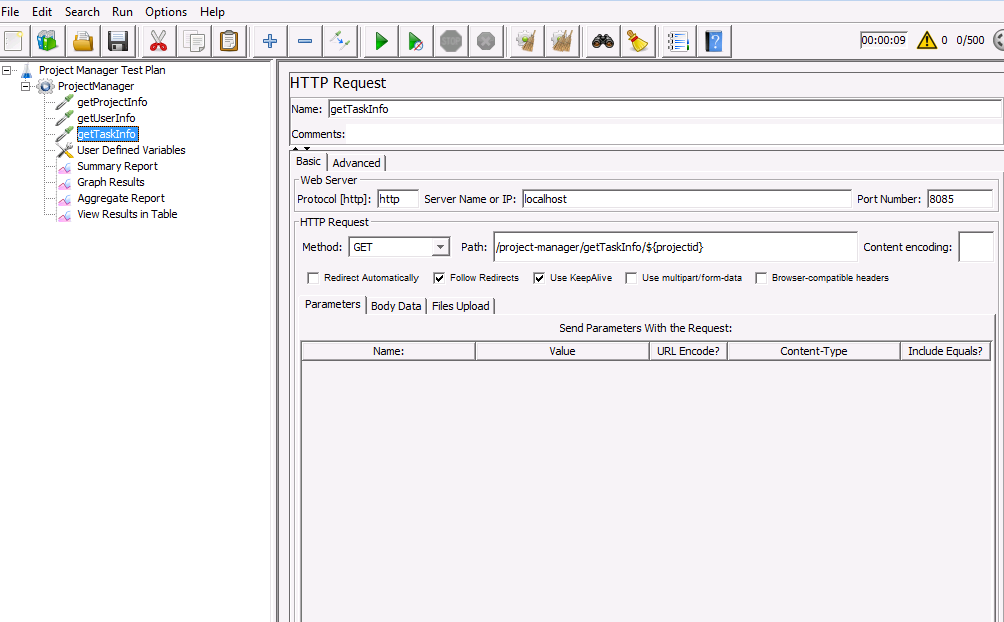 File Edit Search Run Options Help
00:00:09 0 0/500
Project Manager Test Plan
ProjectManager
getProjectInfo
getUserInfo
getTaskInfo
User Defined Variables
Summary Report
Graph Results
Aggregate Report
View Results in Table
HTTP Request
Name: getTaskInfo
Comments:
Basic Advanced
Web Server
Protocol [http]: http Server Name or IP: localhost Port Number: 8085
HTTP Request
Method: GET Path: /project-manager/getTaskInfo/${projectid} Content encoding:
Redirect Automatically Follow Redirects Use KeepAlive Use multipart/form-data Browser-compatible headers
Parameters Body Data Files Upload
Send Parameters With the Request:
Name: Value URL Encode? Content-Type Include Equals?